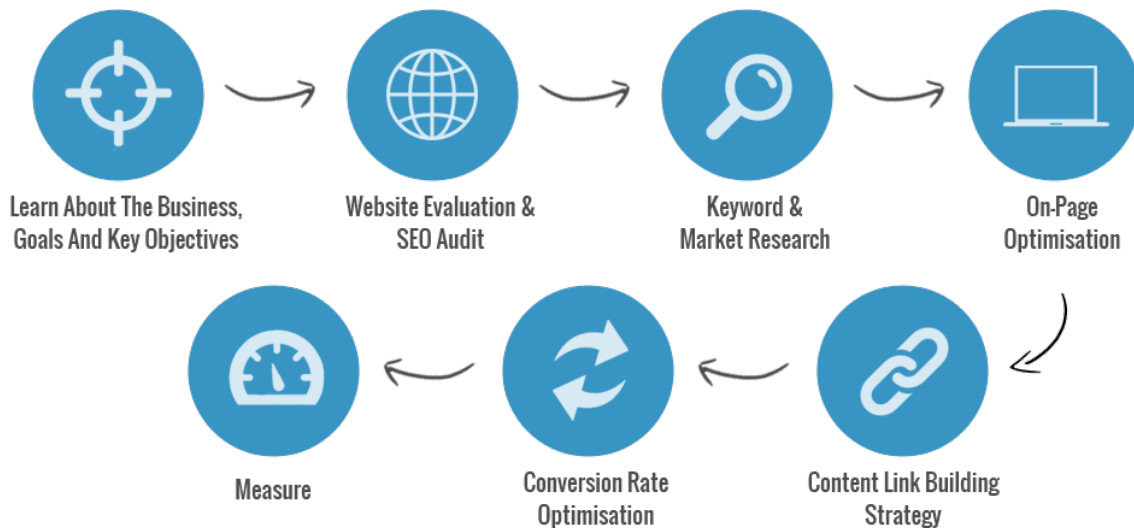 Learn About The Business,
Goals And Key Objectives
Website Evaluation &
SEO Audit
Keyword &
Market Research
On-Page
Optimisation
Content Link Building
Strategy
Conversion Rate
Optimisation
Measure